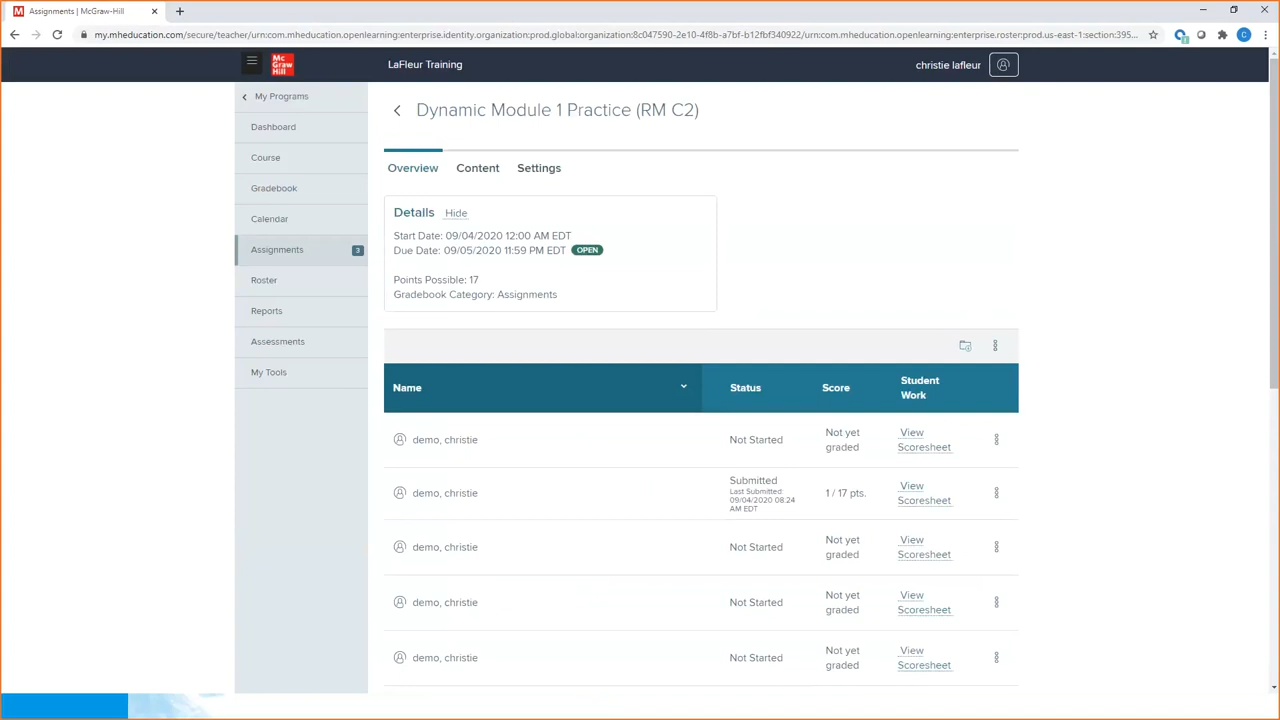 Assignments | McGraw-Hill
my.mheducation.com/secure/teacher/urn:com.mheducation.openlearning:enterprise.identity.organization:prod.global:organization:8c047590-2e10-4f8b-a7bf-b12fbf340922/urn:com.mheducation.openlearning:enterprise.roster:prod.us-east-1:section:395...
C
Mc
Graw
Hill
LaFleur Training
christie lafleur
My Programs
Dashboard
Course
Gradebook
Calendar
Assignments 3
Roster
Reports
Assessments
My Tools
Dynamic Module 1 Practice (RM C2)
Overview Content Settings
Details Hide
Start Date: 09/04/2020 12:00 AM EDT
Due Date: 09/05/2020 11:59 PM EDT OPEN
Points Possible: 17
Gradebook Category: Assignments
Name Status Score Student Work
demo, christie Not Started Not yet graded View Scoresheet
demo, christie Submitted Last Submitted: 09/04/2020 08:24 AM EDT 1 / 17 pts. View Scoresheet
demo, christie Not Started Not yet graded View Scoresheet
demo, christie Not Started Not yet graded View Scoresheet
demo, christie Not Started Not yet graded View Scoresheet